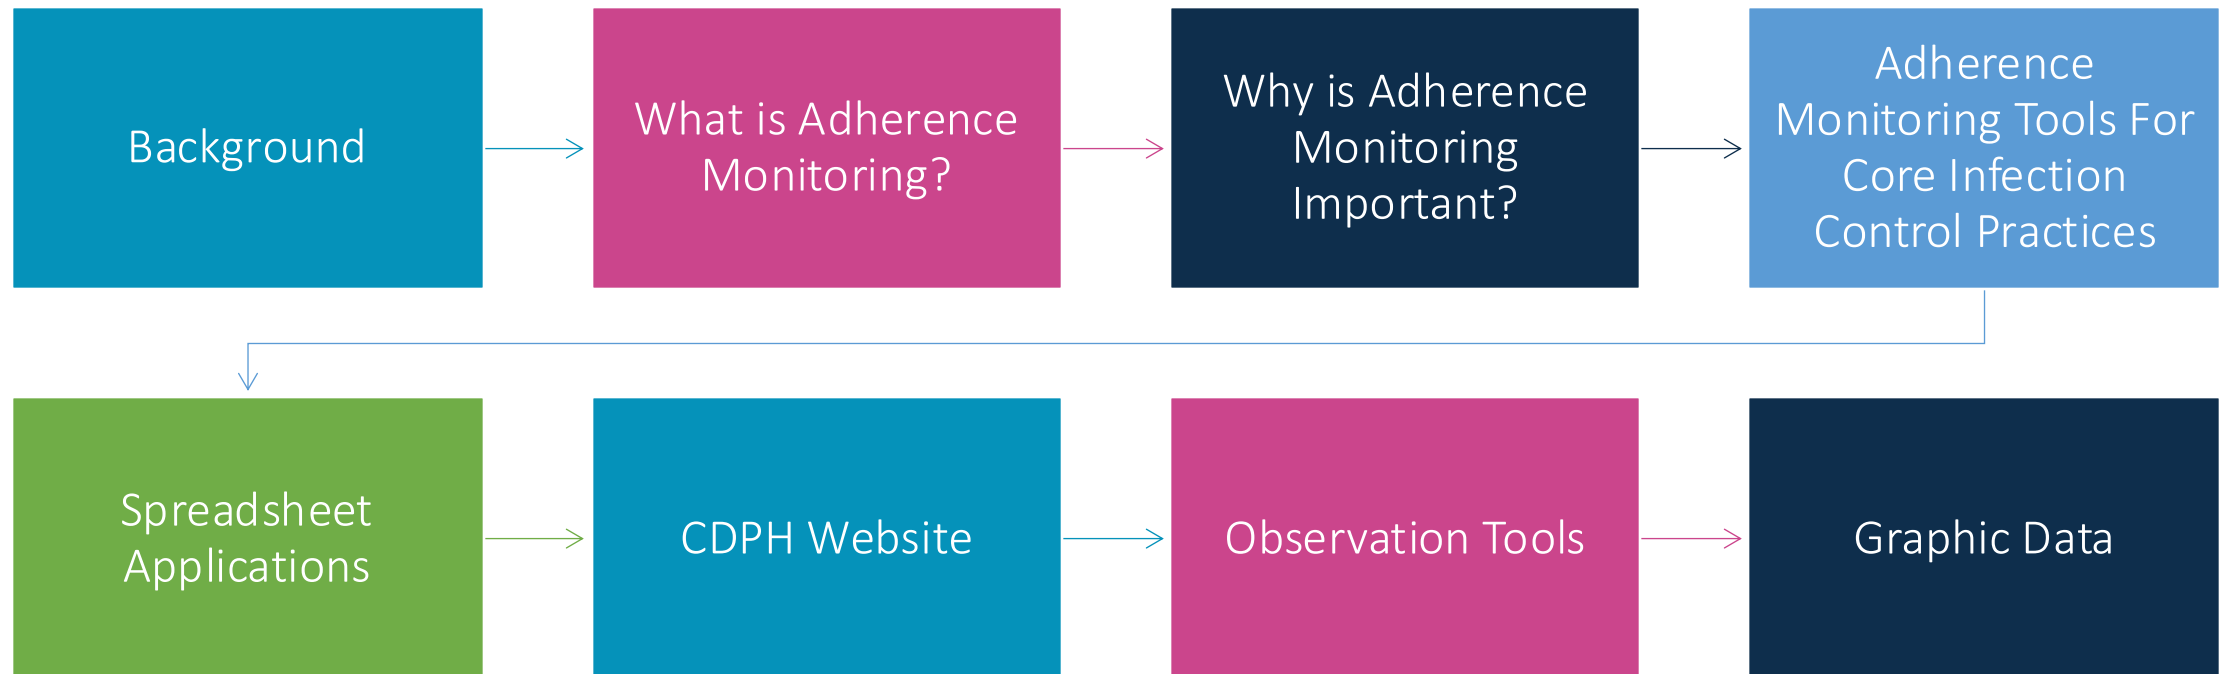 Background
What is Adherence
Monitoring?
Why is Adherence
Monitoring
Important?
Adherence
Monitoring Tools For
Core Infection
Control Practices
Spreadsheet
Applications
CDPH Website
Observation Tools
Graphic Data